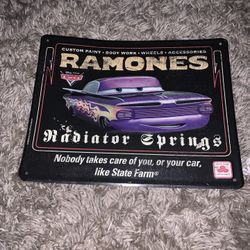 CUSTOM PAINT • BODY WORK • WHEELS • ACCESSORIES
RAMONES
Cars
Radiator Springs
Nobody takes care of you, or your car,
like State Farm®